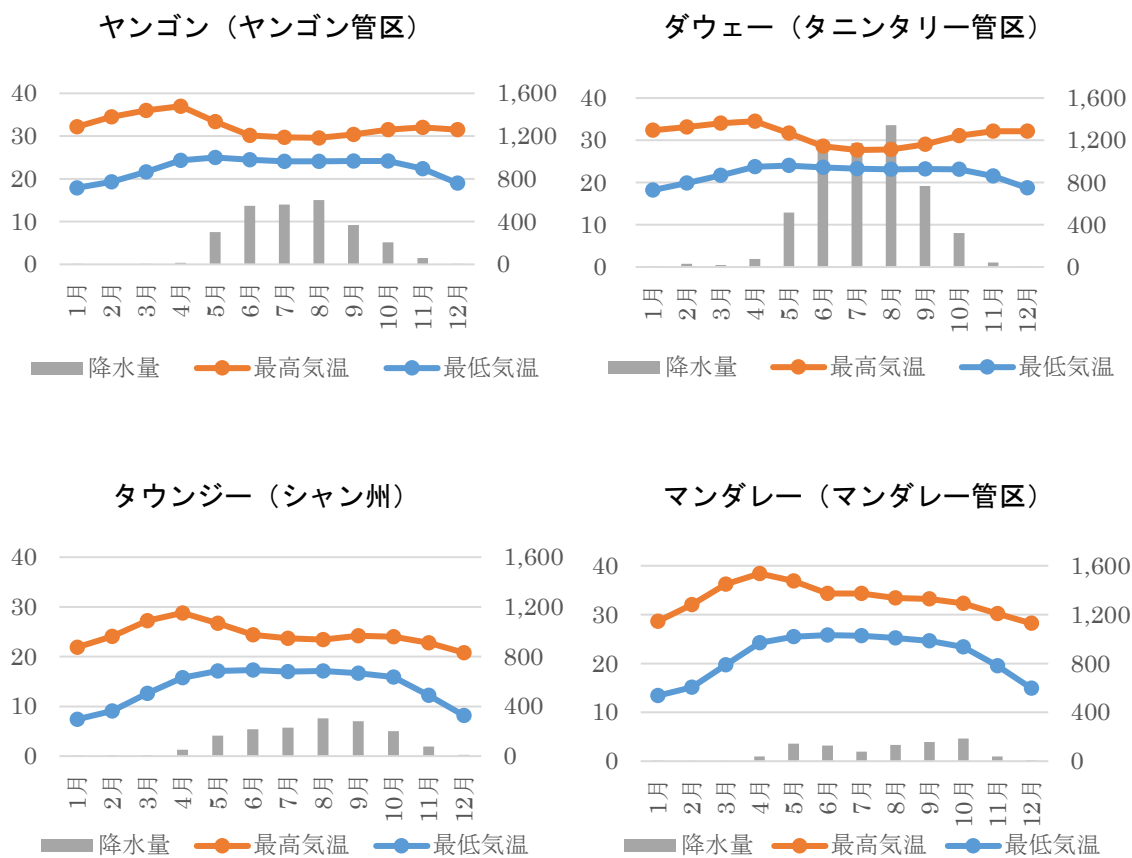 ヤンゴン（ヤンゴン管区）
40
30
20
10
0
1,600
1,200
800
400
0
1月
2月
3月
4月
5月
6月
7月
8月
9月
10月
11月
12月
降水量 最高気温 最低気温
ダウェー（タニンタリー管区）
40
30
20
10
0
1,600
1,200
800
400
0
1月
2月
3月
4月
5月
6月
7月
8月
9月
10月
11月
12月
降水量 最高気温 最低気温
タウンジー（シャン州）
40
30
20
10
0
1,600
1,200
800
400
0
1月
2月
3月
4月
5月
6月
7月
8月
9月
10月
11月
12月
降水量 最高気温 最低気温
マンダレー（マンダレー管区）
40
30
20
10
0
1,600
1,200
800
400
0
1月
2月
3月
4月
5月
6月
7月
8月
9月
10月
11月
12月
降水量 最高気温 最低気温